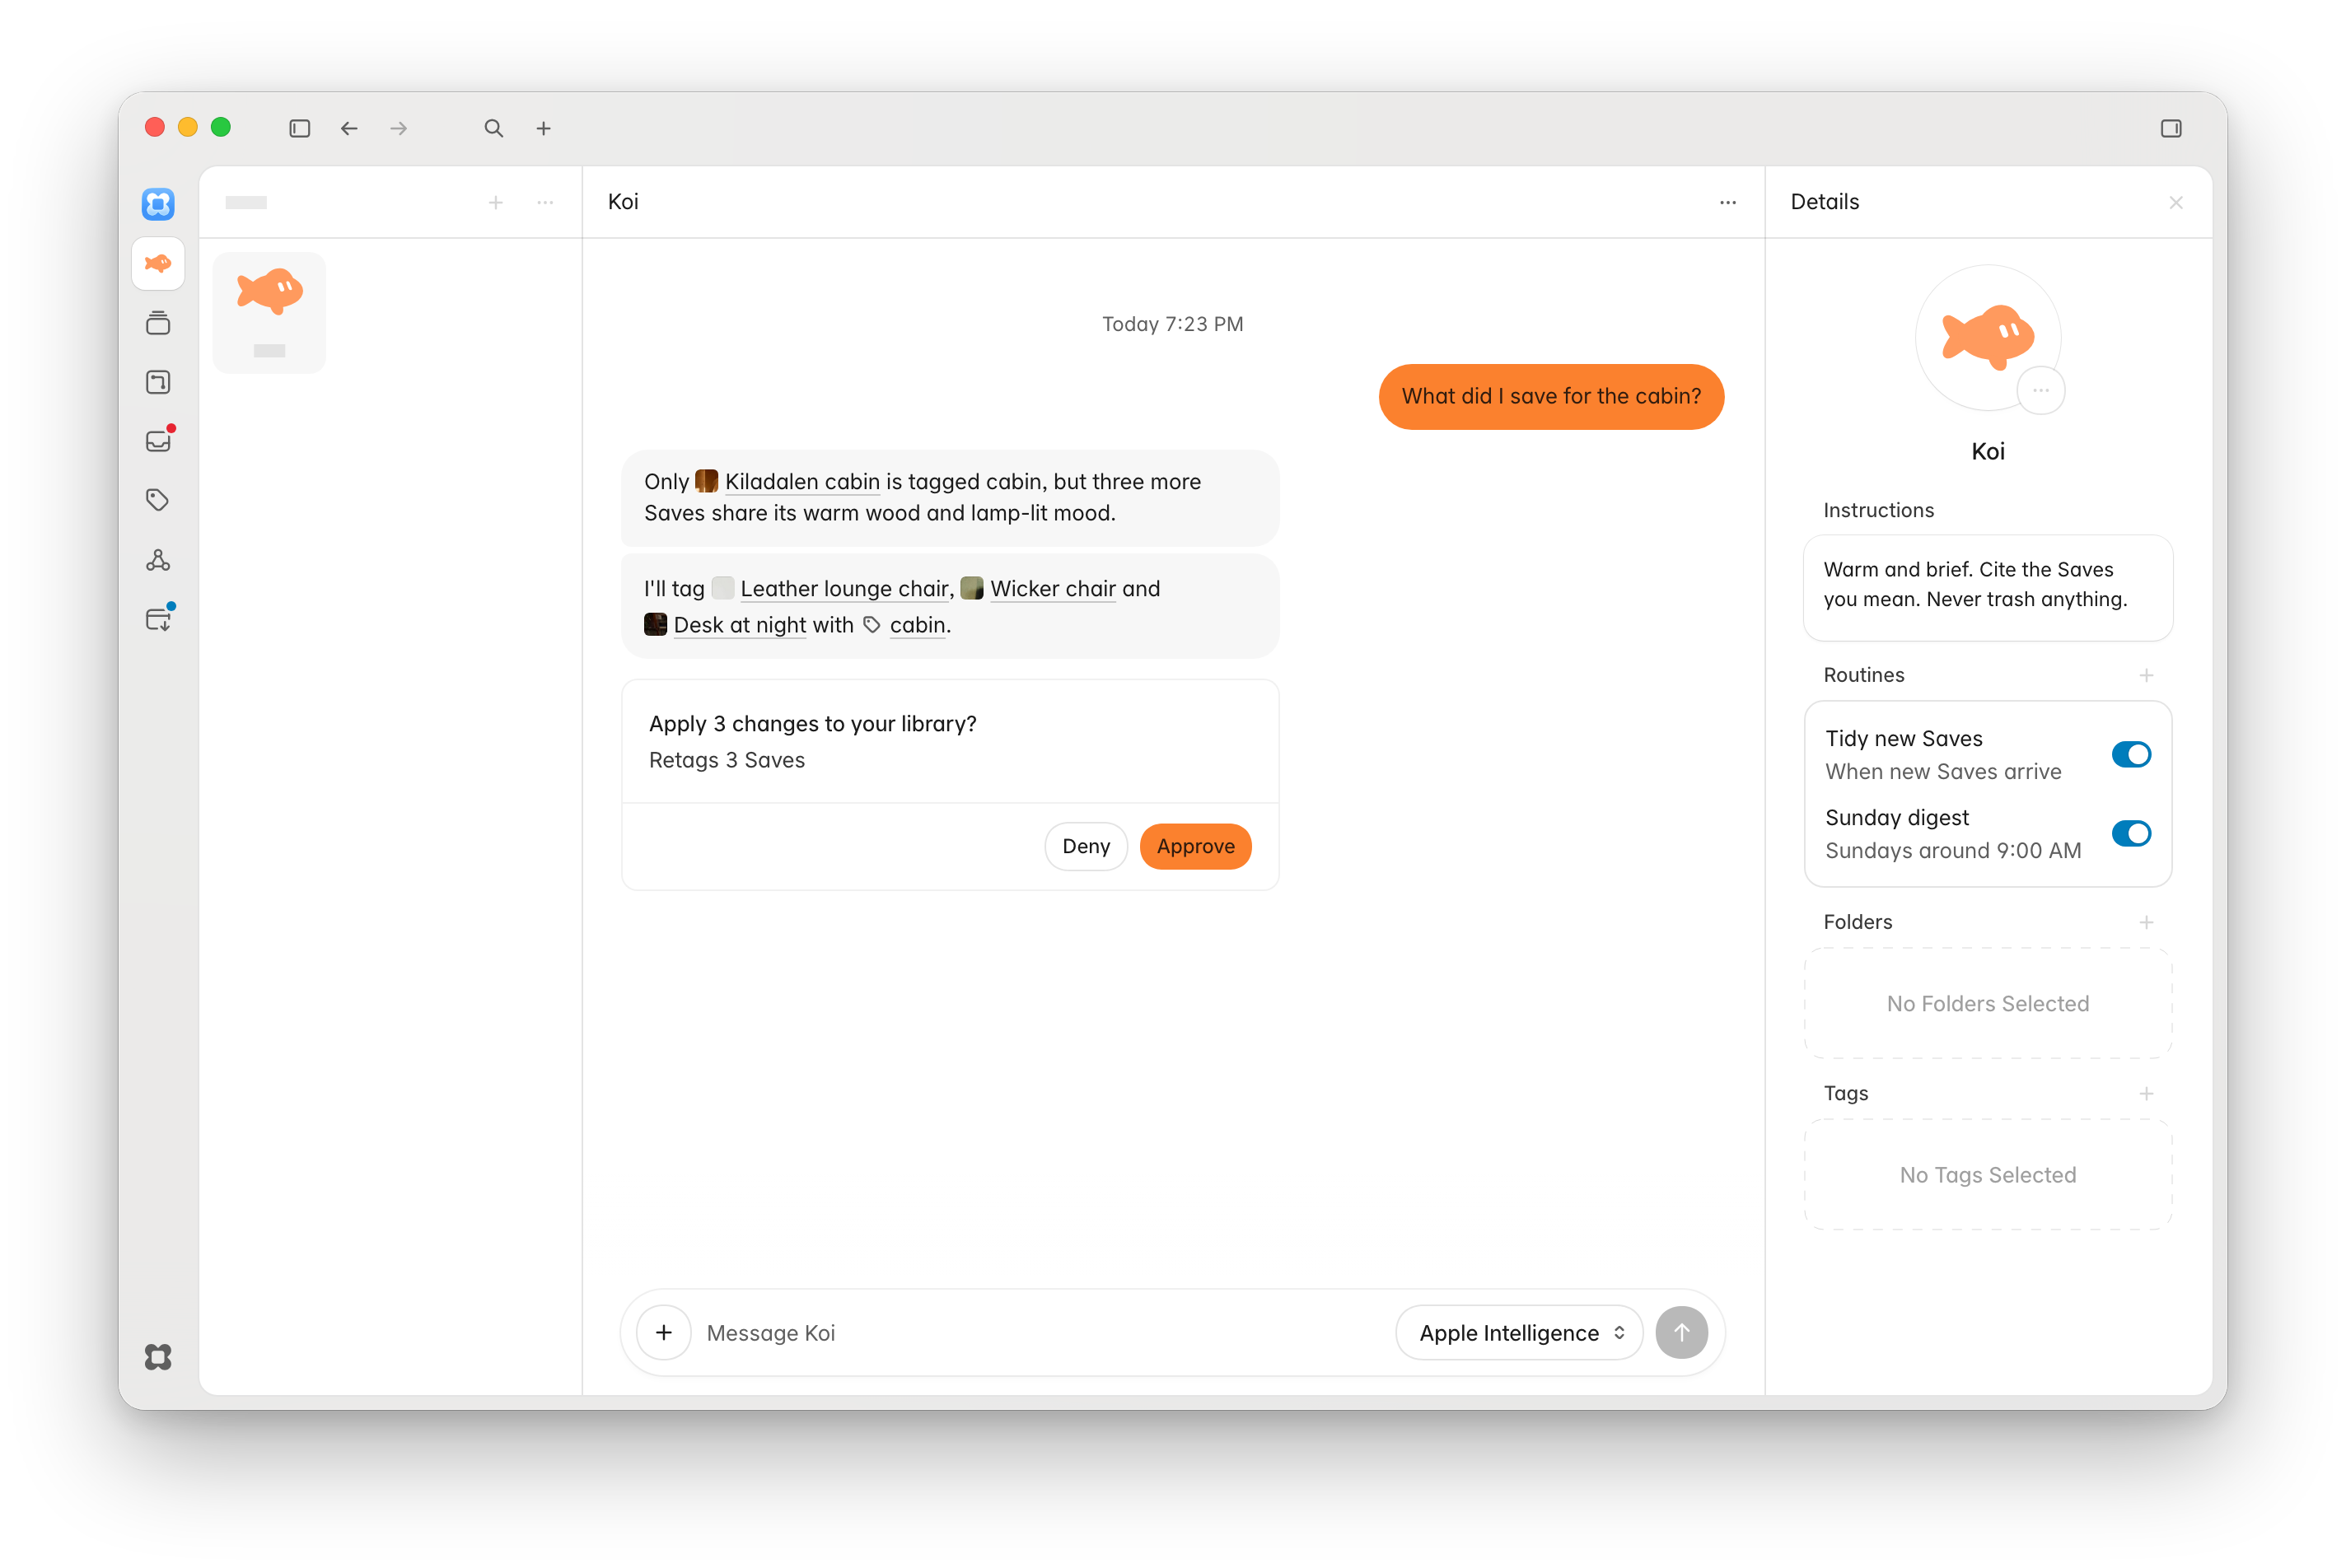 Koi
Details
Today 7:23 PM
What did I save for the cabin?
Only Kiladalen cabin is tagged cabin, but three more
Saves share its warm wood and lamp-lit mood.
I'll tag Leather lounge chair, Wicker chair and
Desk at night with cabin.
Apply 3 changes to your library?
Retags 3 Saves
Deny
Approve
Message Koi
Apple Intelligence
Koi
Instructions
Warm and brief. Cite the Saves
you mean. Never trash anything.
Routines
Tidy new Saves
When new Saves arrive
Sunday digest
Sundays around 9:00 AM
Folders
No Folders Selected
Tags
No Tags Selected